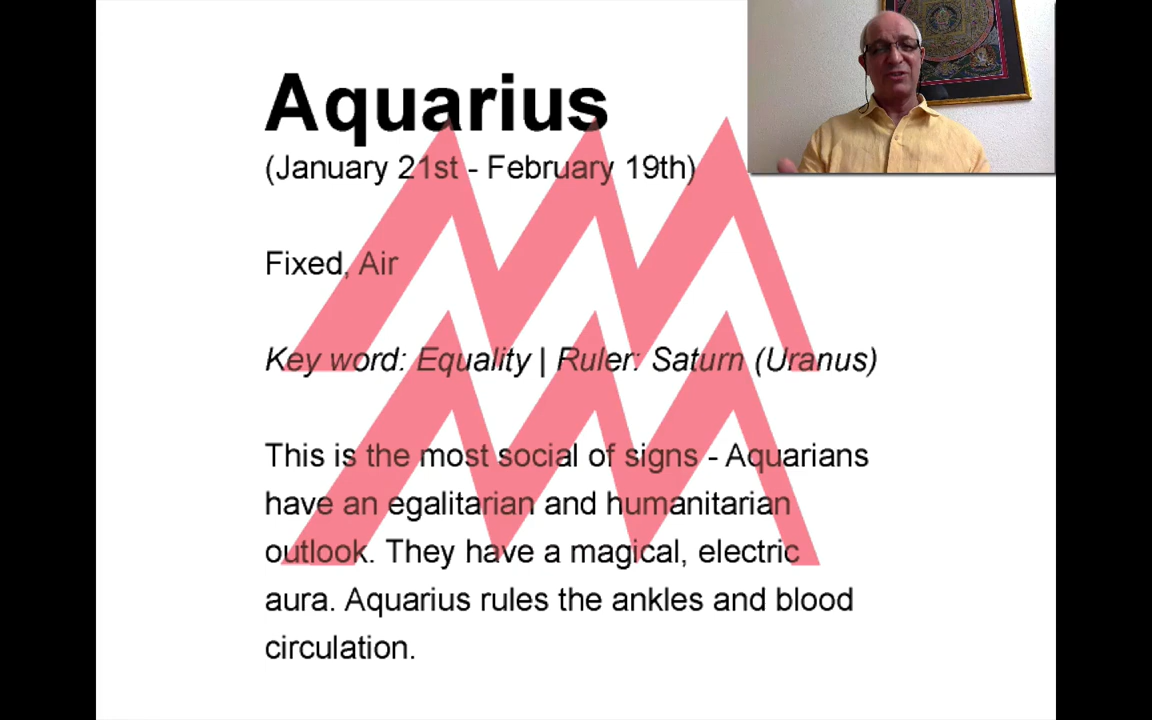 Aquarius
(January 21st - February 19th)
Fixed, Air
Key word: Equality | Ruler: Saturn (Uranus)
This is the most social of signs - Aquarians
have an egalitarian and humanitarian
outlook. They have a magical, electric
aura. Aquarius rules the ankles and blood
circulation.